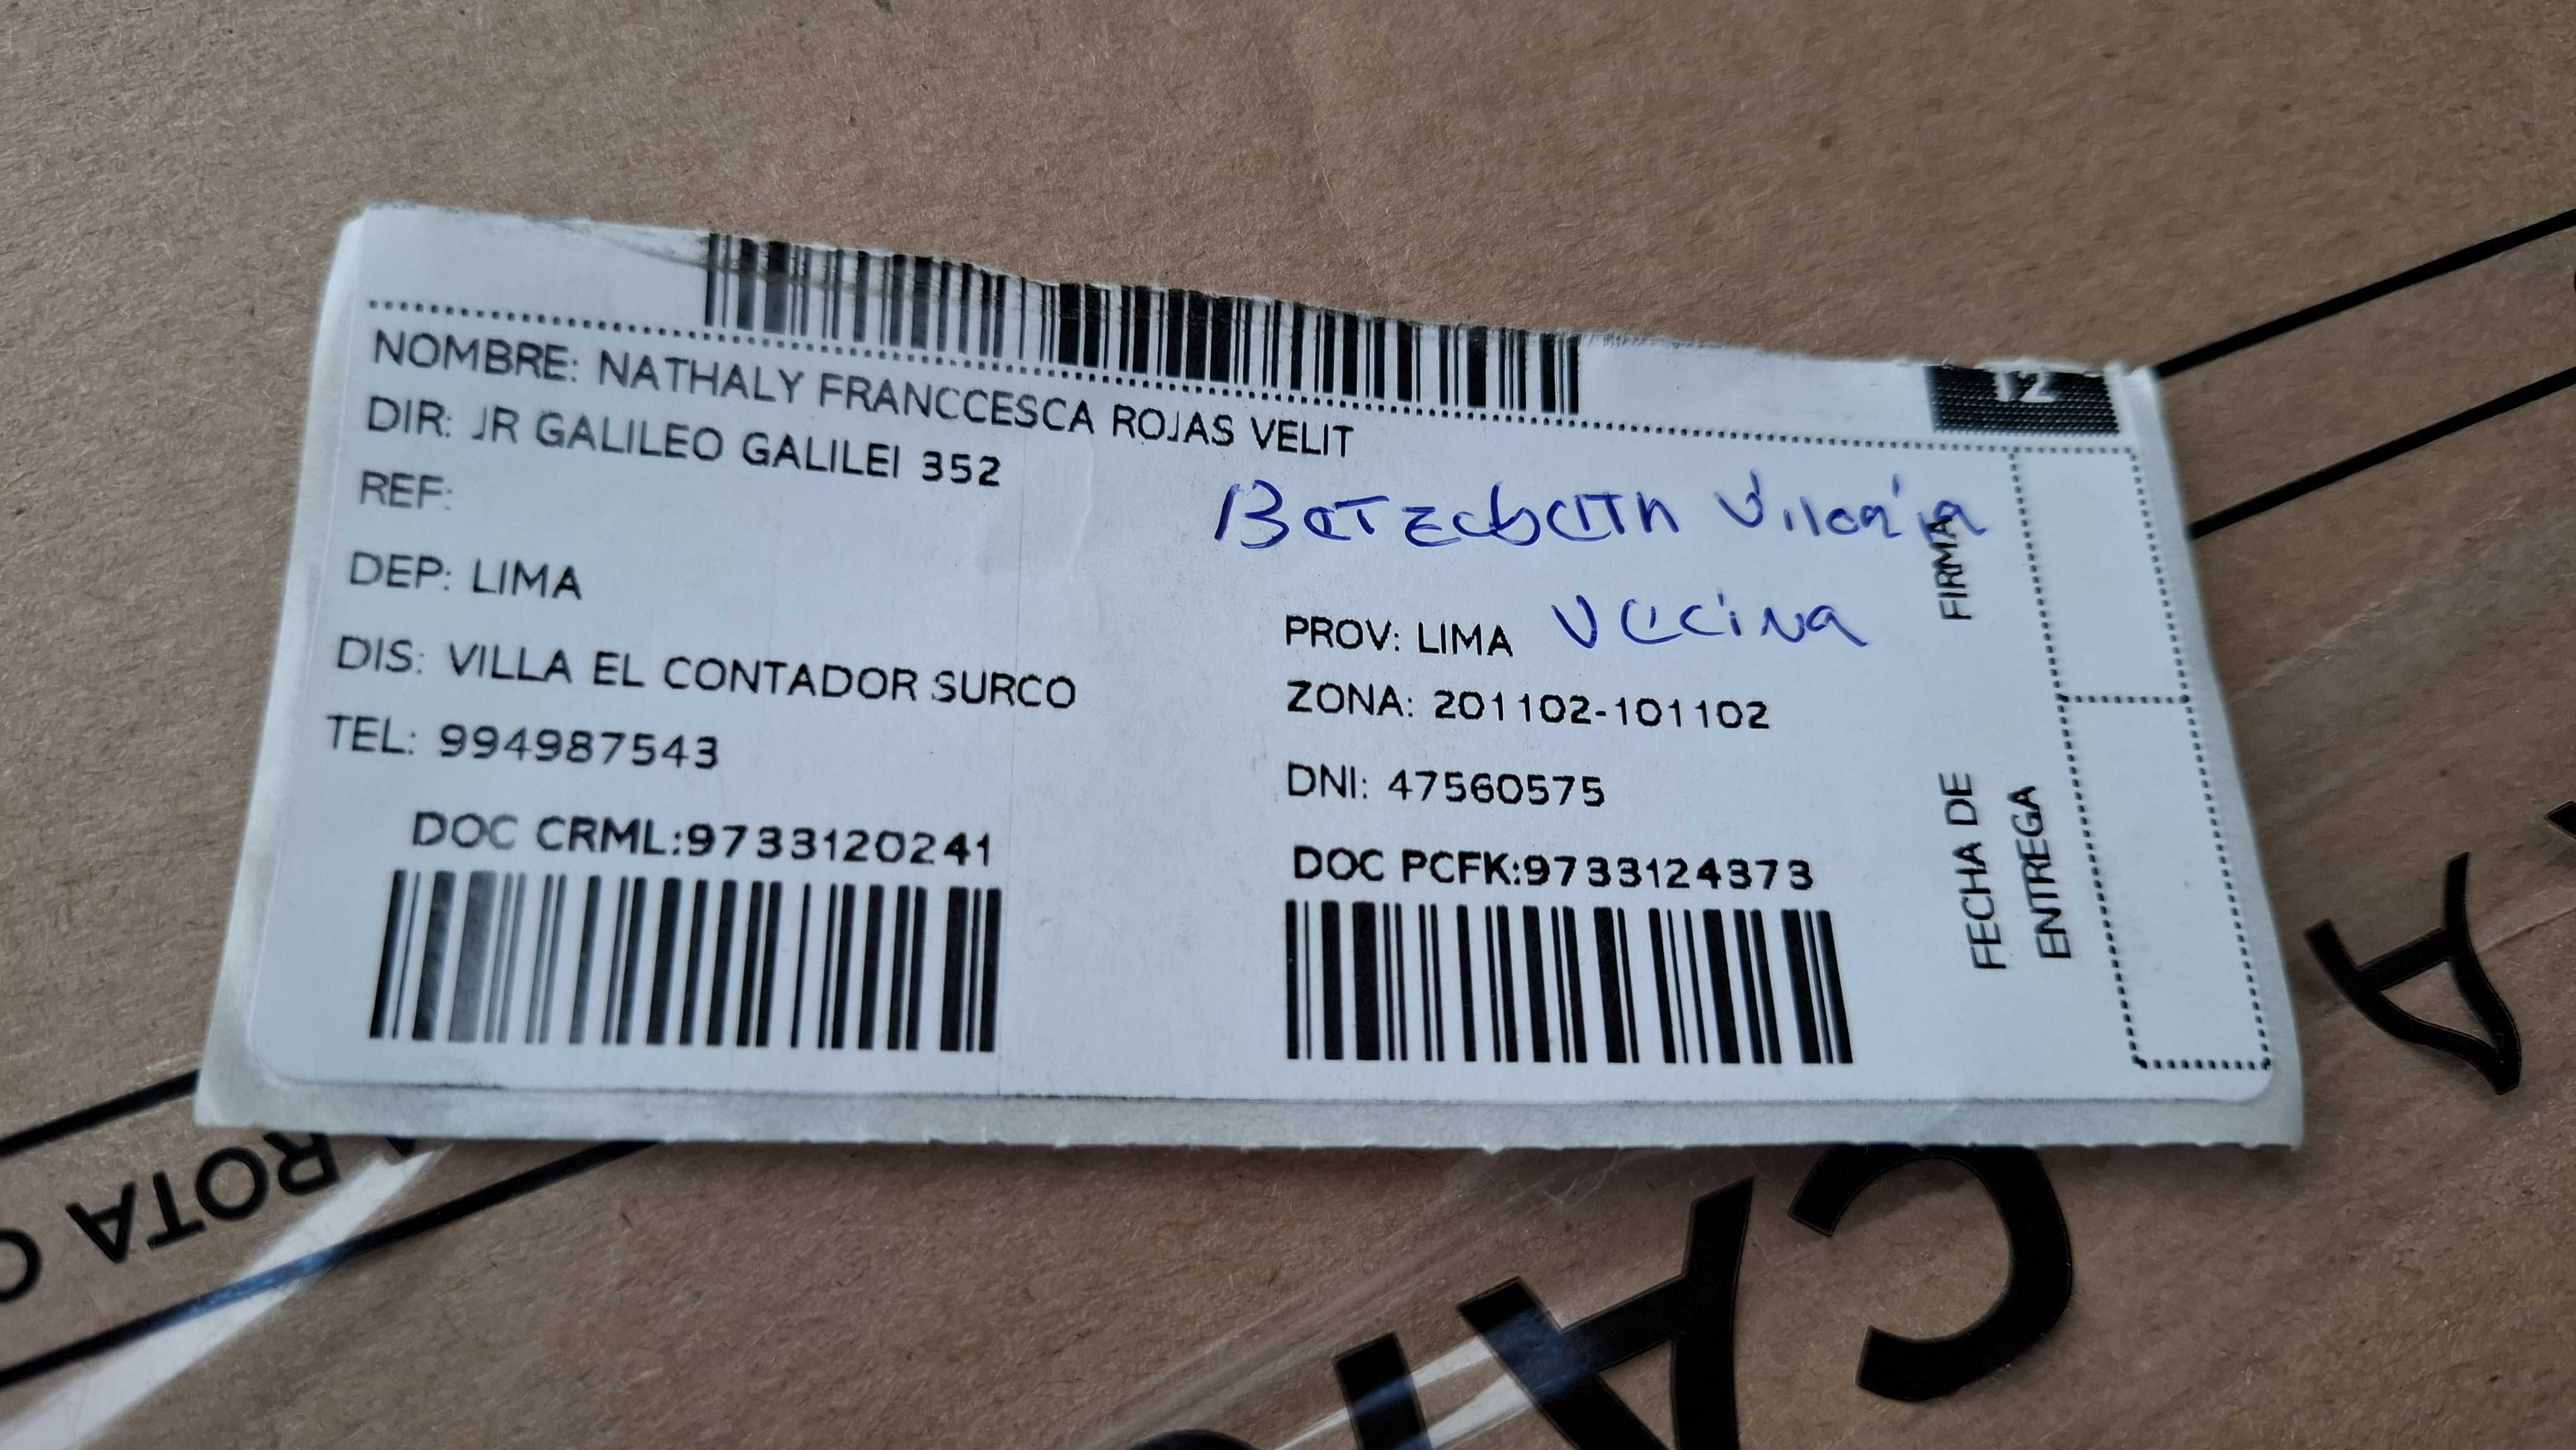 12
NOMBRE: NATHALY FRANCCESCA ROJAS VELIT
DIR: JR GALILEO GALILEI 352
REF:
Viloria
DEP: LIMA
PROV: LIMA Vecina
DIS: VILLA EL CONTADOR SURCO
ZONA: 201102-101102
TEL: 994987543
DNI: 47560575
DOC CRML:9733120241
DOC PCFK:9733124373
FIRMA
FECHA DE
ENTREGA
ROTA